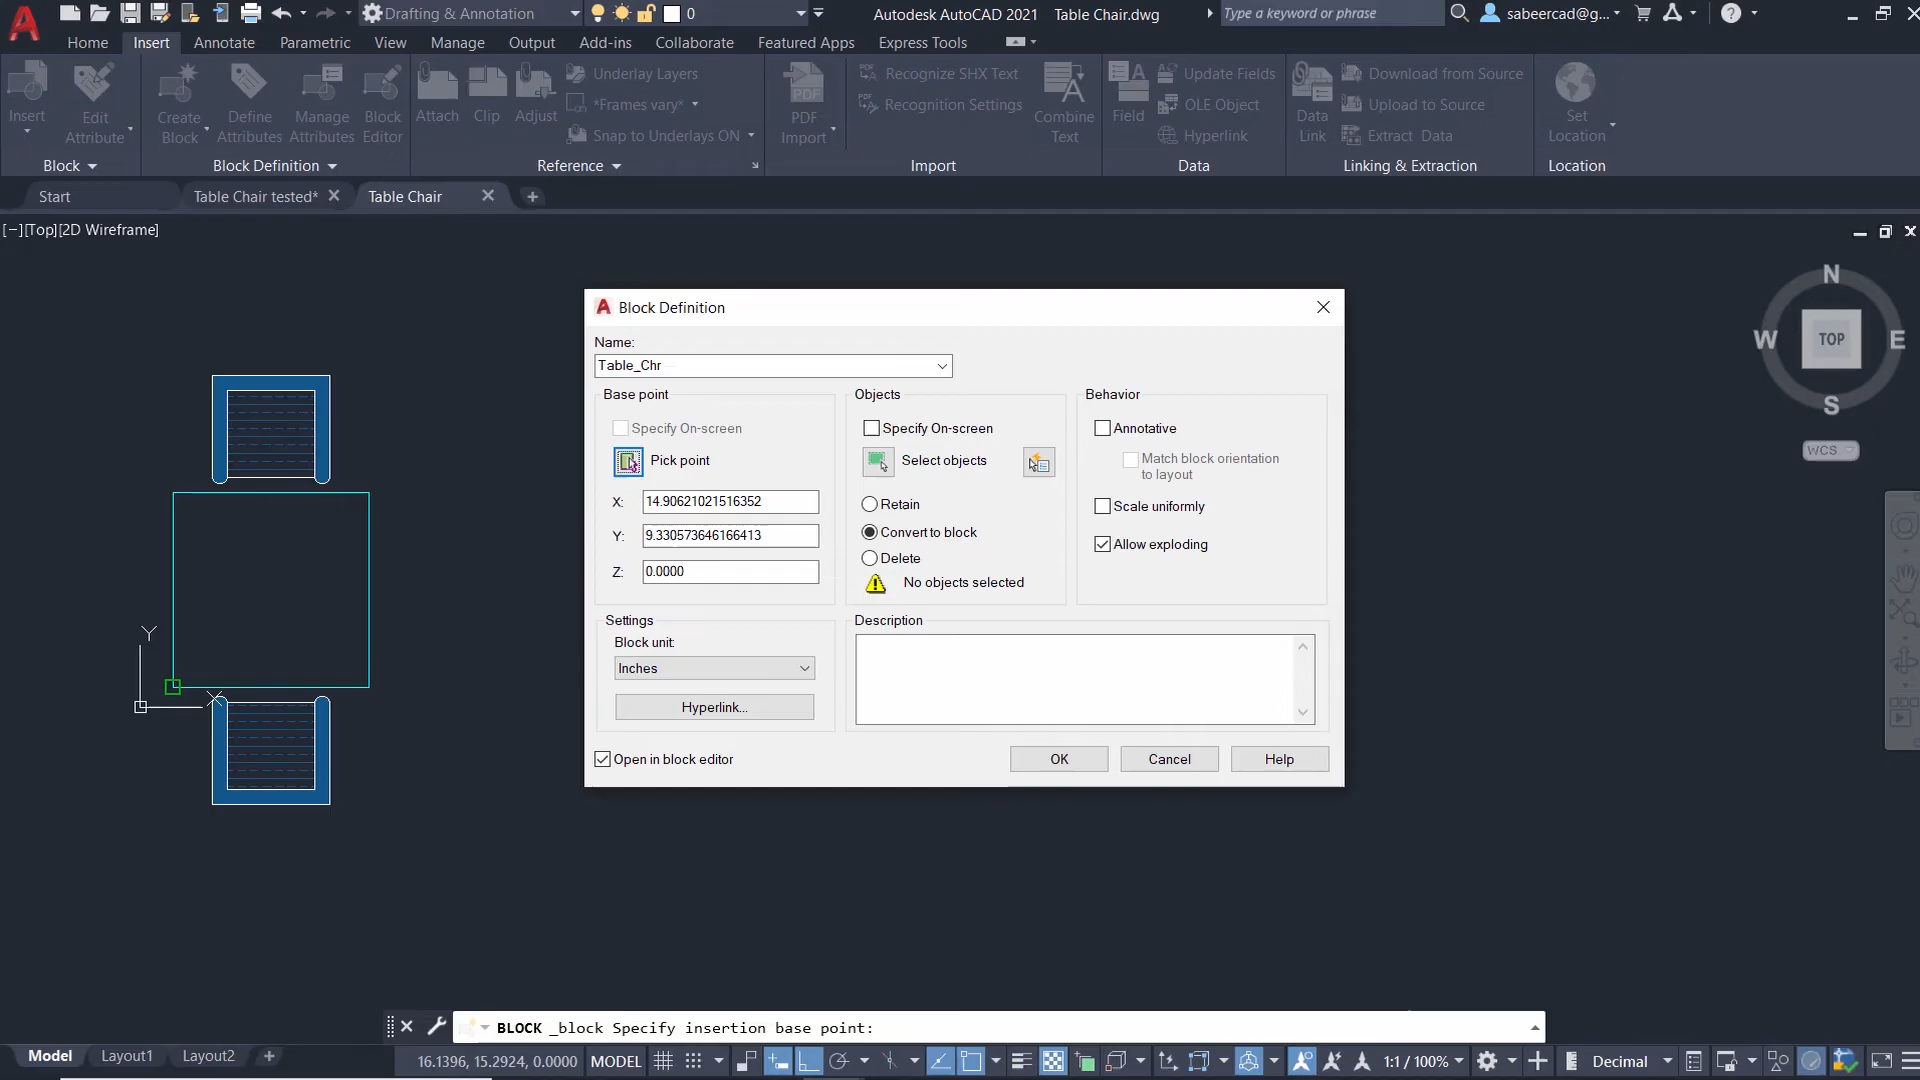 Drafting & Annotation
0
Autodesk AutoCAD 2021 Table Chair.dwg
Type a keyword or phrase
sabeercad@g...
Home Insert Annotate Parametric View Manage Output Add-ins Collaborate Featured Apps Express Tools
Insert
Edit
Attribute
Create
Block
Define
Attributes
Manage
Attributes
Block
Editor
Attach
Clip
Adjust
Underlay Layers
*Frames vary*
Snap to Underlays ON
PDF
PDF
Import
Recognize SHX Text
Recognition Settings
Combine
Text
Field
Update Fields
OLE Object
Hyperlink
Data
Link
Download from Source
Upload to Source
Extract Data
Set
Location
Block
Block Definition
Reference
Import
Data
Linking & Extraction
Location
Start
Table Chair tested*
Table Chair
[−][Top][2D Wireframe]
N
W
TOP
E
S
WCS
Y
X
Block Definition
Name:
Table_Chr
Base point
Specify On-screen
Pick point
X: 14.90621021516352
Y: 9.330573646166413
Z: 0.0000
Objects
Specify On-screen
Select objects
Retain
Convert to block
Delete
No objects selected
Behavior
Annotative
Match block orientation
to layout
Scale uniformly
Allow exploding
Settings
Block unit:
Inches
Hyperlink...
Description
Open in block editor
OK
Cancel
Help
BLOCK _block Specify insertion base point:
Model Layout1 Layout2
16.1396, 15.2924, 0.0000 MODEL
1:1 / 100%
Decimal